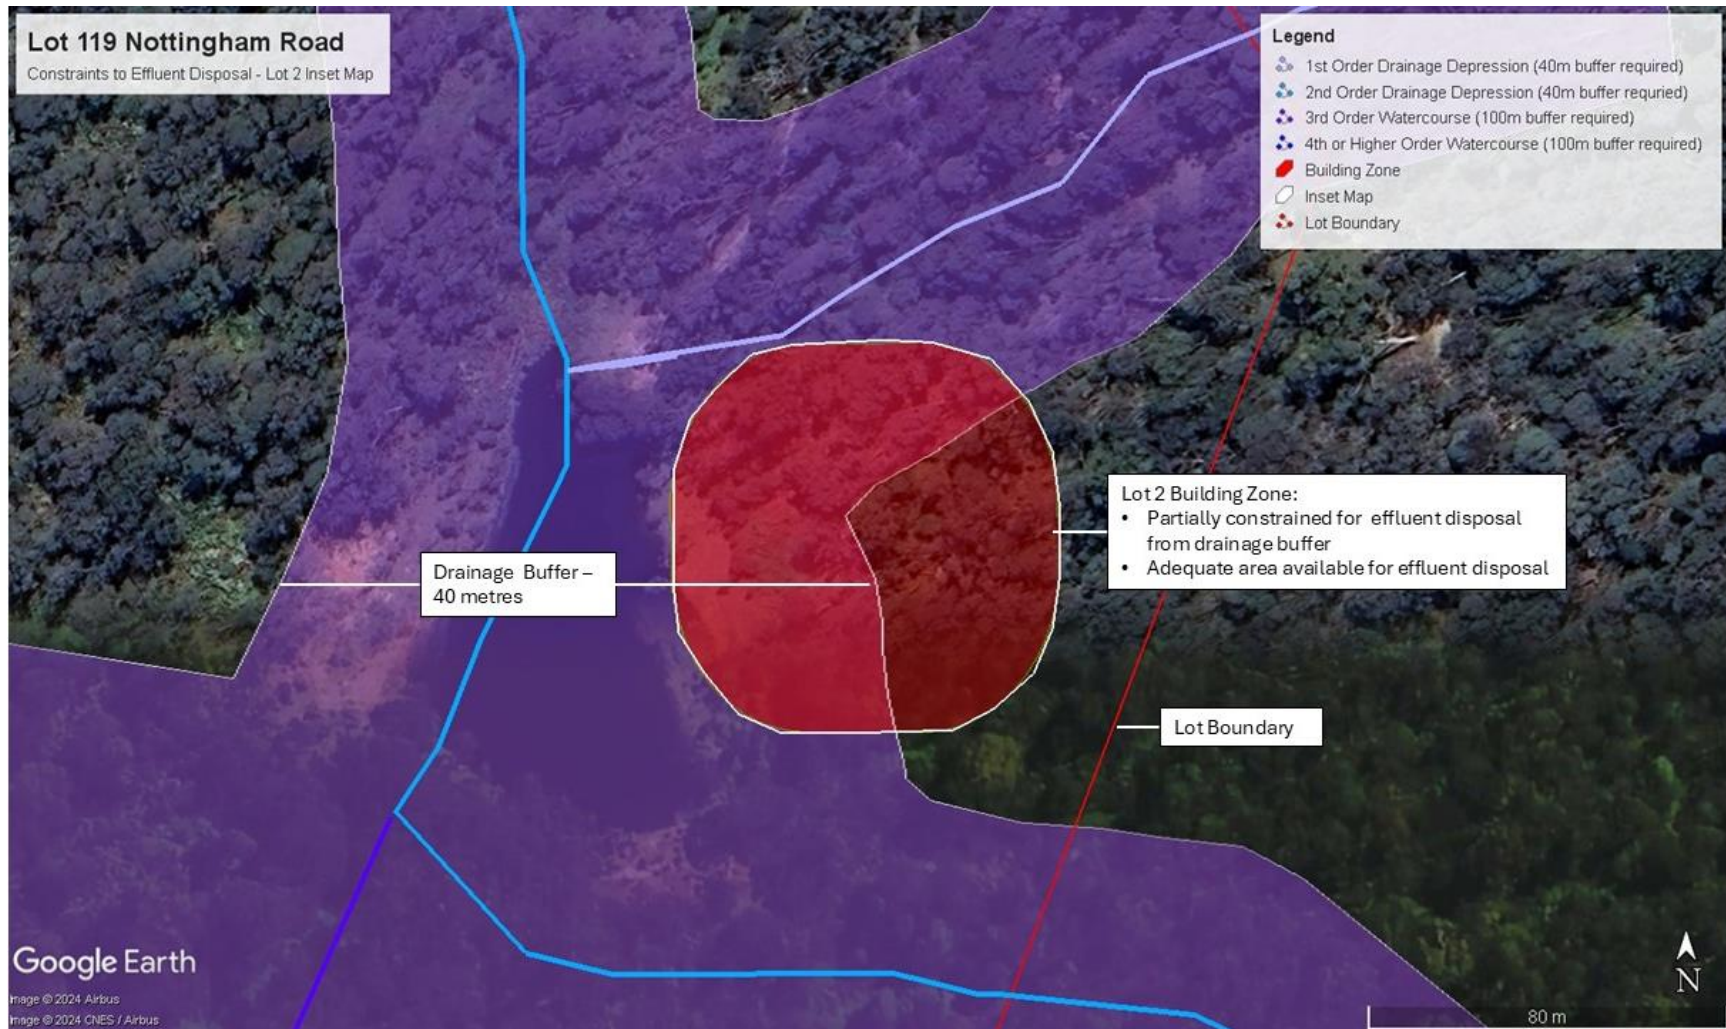 Lot 119 Nottingham Road
Constraints to Effluent Disposal - Lot 2 Inset Map
Legend
1st Order Drainage Depression (40m buffer required)
2nd Order Drainage Depression (40m buffer requried)
3rd Order Watercourse (100m buffer required)
4th or Higher Order Watercourse (100m buffer required)
Building Zone
Inset Map
Lot Boundary
Lot 2 Building Zone:
• Partially constrained for effluent disposal
from drainage buffer
• Adequate area available for effluent disposal
Drainage Buffer –
40 metres
Lot Boundary
Google Earth
Image © 2024 Airbus
Image © 2024 CNES / Airbus
N
80 m